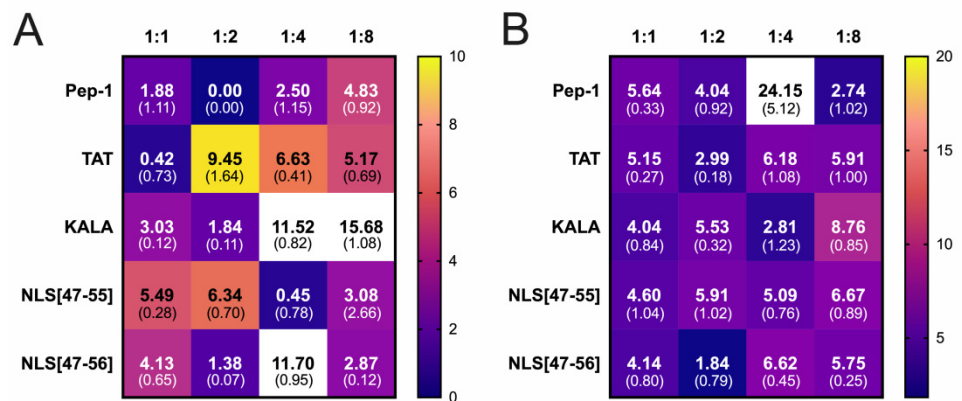 A
1:1 1:2 1:4 1:8
Pep-1 1.88 0.00 2.50 4.83
(1.11) (0.00) (1.15) (0.92)
TAT 0.42 9.45 6.63 5.17
(0.73) (1.64) (0.41) (0.69)
KALA 3.03 1.84 11.52 15.68
(0.12) (0.11) (0.82) (1.08)
NLS[47-55] 5.49 6.34 0.45 3.08
(0.28) (0.70) (0.78) (2.66)
NLS[47-56] 4.13 1.38 11.70 2.87
(0.65) (0.07) (0.95) (0.12)
10
8
6
4
2
0
B
1:1 1:2 1:4 1:8
Pep-1 5.64 4.04 24.15 2.74
(0.33) (0.92) (5.12) (1.02)
TAT 5.15 2.99 6.18 5.91
(0.27) (0.18) (1.08) (1.00)
KALA 4.04 5.53 2.81 8.76
(0.84) (0.32) (1.23) (0.85)
NLS[47-55] 4.60 5.91 5.09 6.67
(1.04) (1.02) (0.76) (0.89)
NLS[47-56] 4.14 1.84 6.62 5.75
(0.80) (0.79) (0.45) (0.25)
20
15
10
5